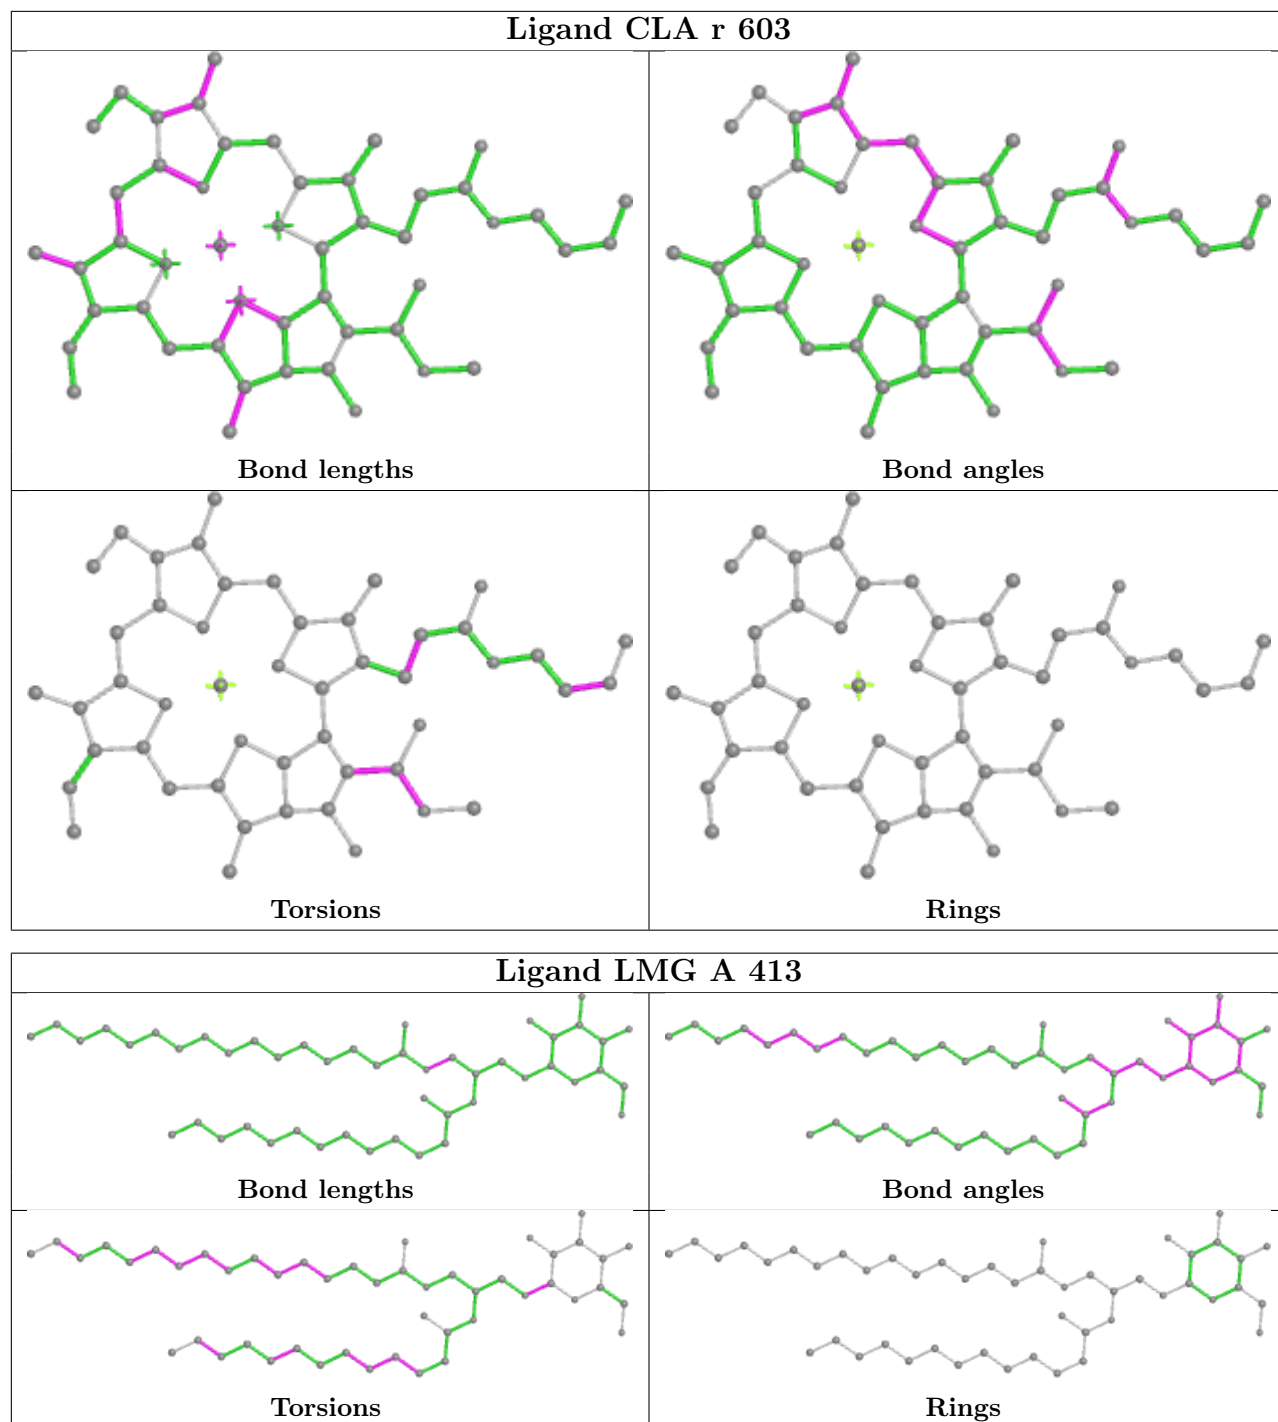 Ligand CLA r 603
Bond lengths
Bond angles
Torsions
Rings
Ligand LMG A 413
Bond lengths
Bond angles
Torsions
Rings